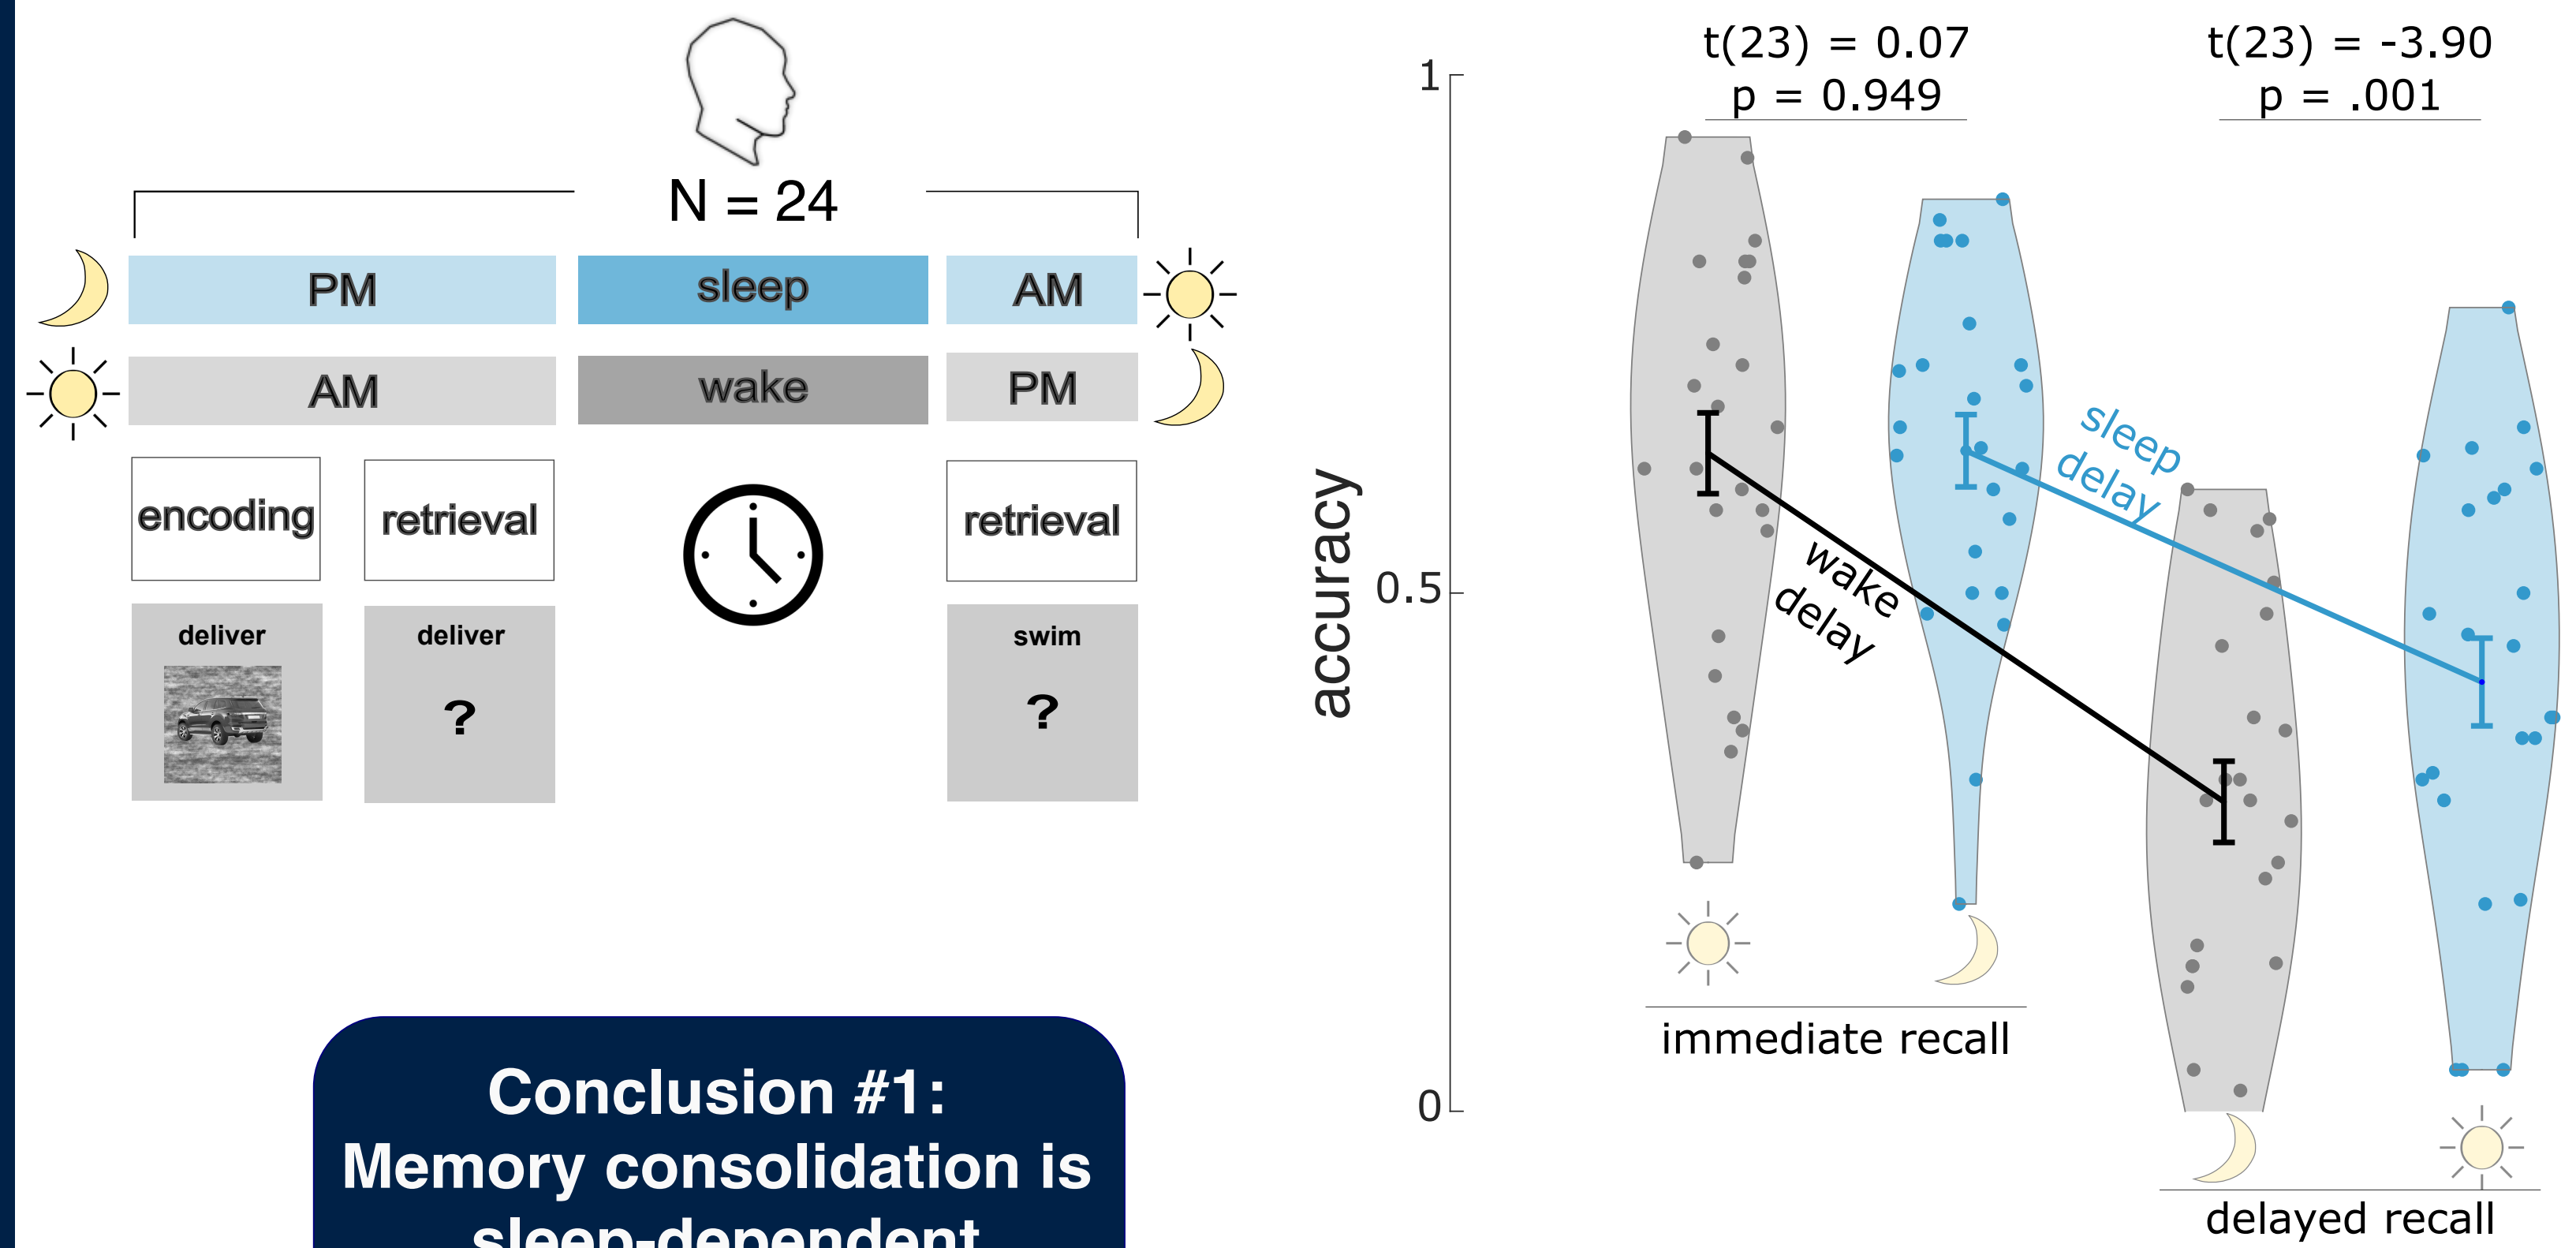 N = 24
PM
sleep
AM
AM
wake
PM
encoding
retrieval
retrieval
deliver
deliver
?
swim
?
Conclusion #1:
Memory consolidation is
sleep-dependent
t(23) = 0.07
p = 0.949
t(23) = -3.90
p = .001
1
0.5
0
accuracy
wake
delay
sleep
delay
immediate recall
delayed recall